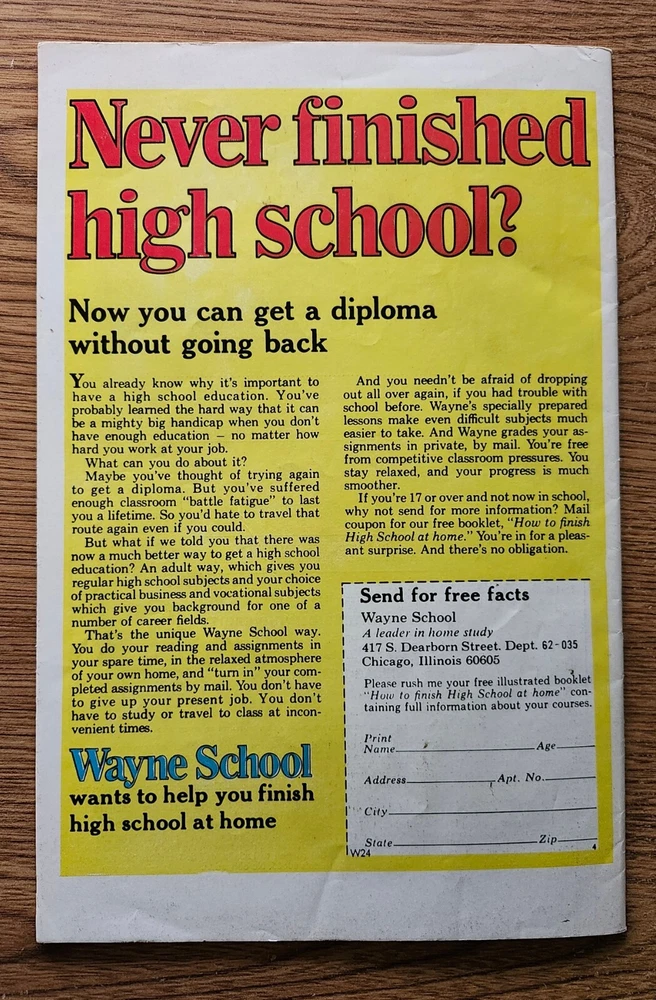 Never finished
high school?
Now you can get a diploma
without going back
You already know why it's important to
have a high school education. You've
probably learned the hard way that it can
be a mighty big handicap when you don't
have enough education – no matter how
hard you work at your job.
What can you do about it?
Maybe you've thought of trying again
to get a diploma. But you've suffered
enough classroom "battle fatigue" to last
you a lifetime. So you'd hate to travel that
route again even if you could.
But what if we told you that there was
now a much better way to get a high school
education? An adult way, which gives you
regular high school subjects and your choice
of practical business and vocational subjects
which give you background for one of a
number of career fields.
That's the unique Wayne School way.
You do your reading and assignments in
your spare time, in the relaxed atmosphere
of your own home, and "turn in" your com-
pleted assignments by mail. You don't have
to give up your present job. You don't
have to study or travel to class at incon-
venient times.
Wayne School
wants to help you finish
high school at home
And you needn't be afraid of dropping
out all over again, if you had trouble with
school before. Wayne's specially prepared
lessons make even difficult subjects much
easier to take. And Wayne grades your as-
signments in private, by mail. You're free
from competitive classroom pressures. You
stay relaxed, and your progress is much
smoother.
If you're 17 or over and not now in school,
why not send for more information? Mail
coupon for our free booklet, "How to finish
High School at home." You're in for a pleas-
ant surprise. And there's no obligation.
Send for free facts
Wayne School
A leader in home study
417 S. Dearborn Street. Dept. 62-035
Chicago, Illinois 60605
Please rush me your free illustrated booklet
"How to finish High School at home" con-
taining full information about your courses.
Print
Name Age
Address Apt. No.
City
State Zip
W24 4